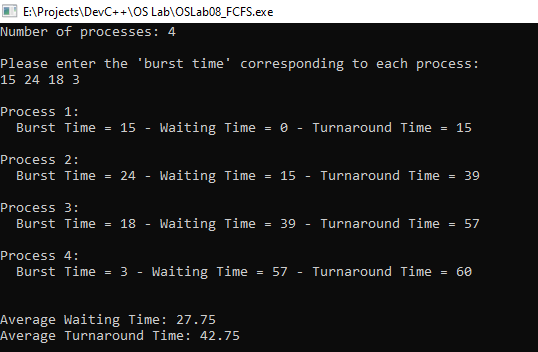 E:\Projects\DevC++\OS Lab\OSLab08_FCFS.exe
Number of processes: 4
Please enter the 'burst time' corresponding to each process:
15 24 18 3
Process 1:
Burst Time = 15 - Waiting Time = 0 - Turnaround Time = 15
Process 2:
Burst Time = 24 - Waiting Time = 15 - Turnaround Time = 39
Process 3:
Burst Time = 18 - Waiting Time = 39 - Turnaround Time = 57
Process 4:
Burst Time = 3 - Waiting Time = 57 - Turnaround Time = 60
Average Waiting Time: 27.75
Average Turnaround Time: 42.75